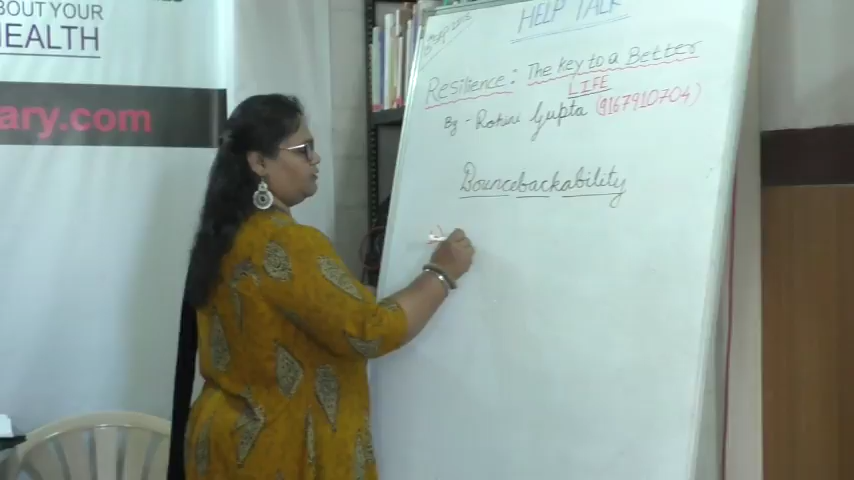 BOUT YOUR
HEALTH
ary.com
HELP TALK
Resilience: The key to a Better
LIFE
By - Rohini Gupta (9167910704)
Bouncebackability